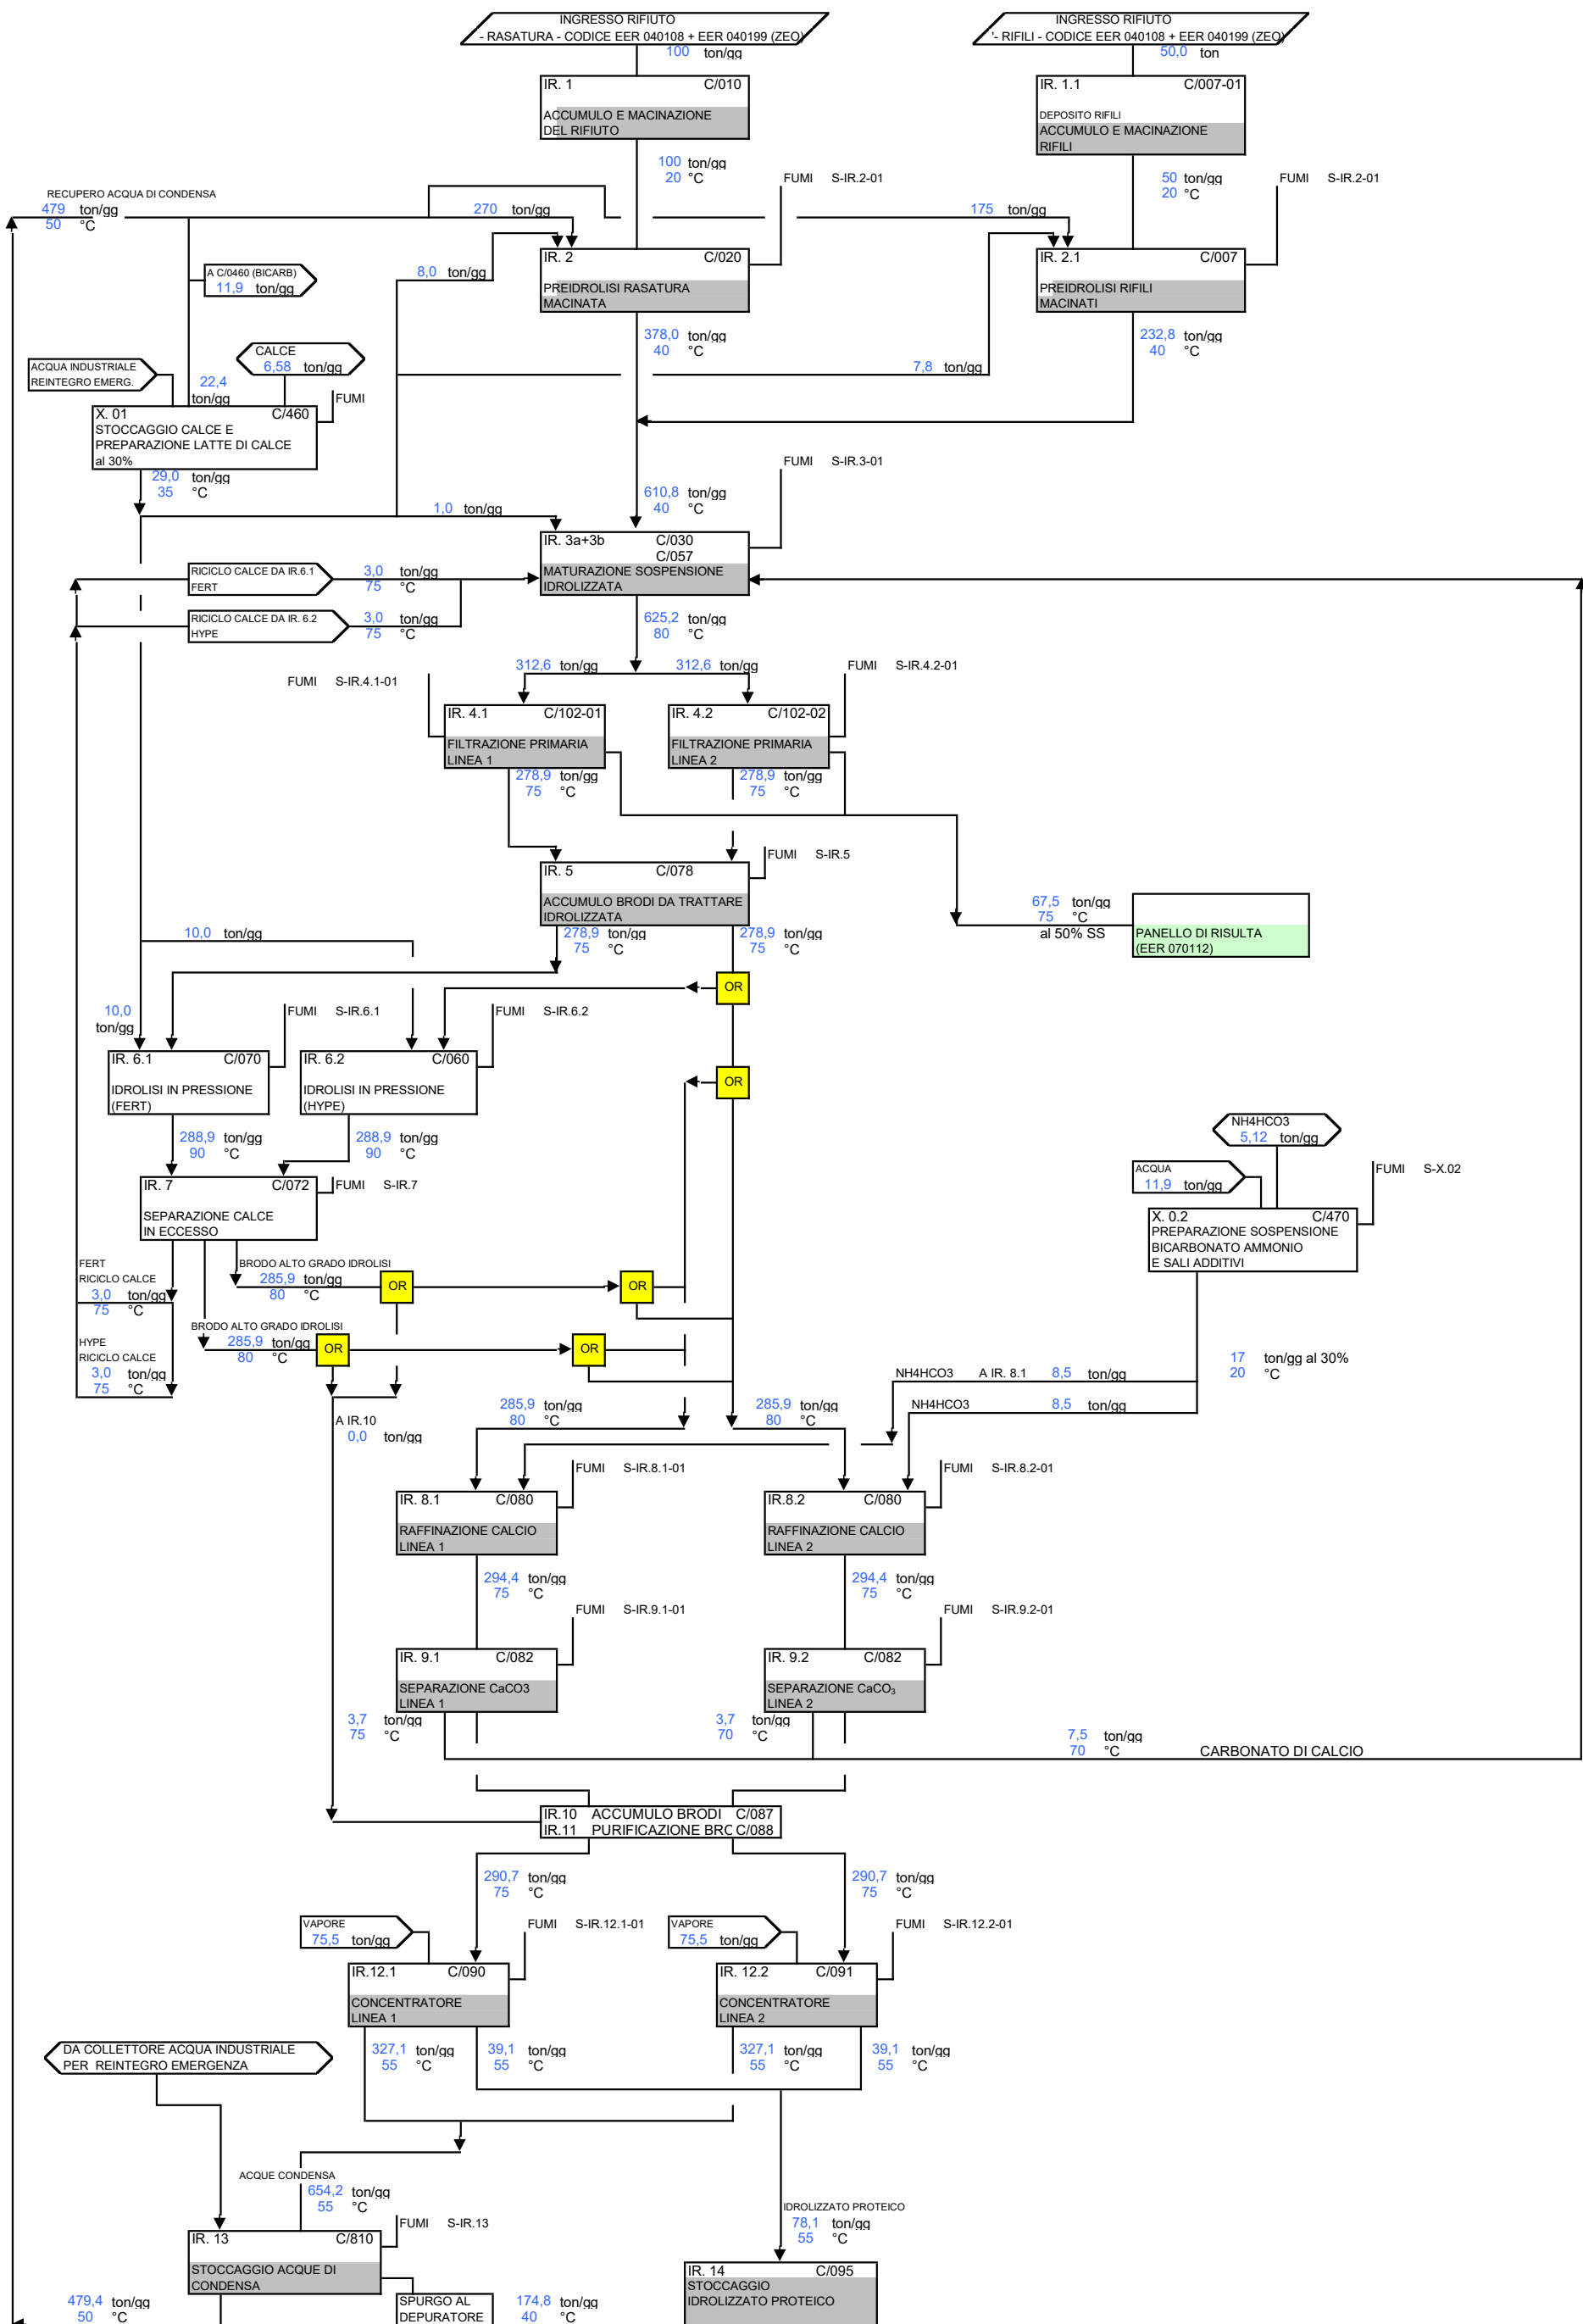 INGRESSO RIFIUTO
- RASATURA - CODICE EER 040108 + EER 040199 (ZEO)
100 ton/gg
INGRESSO RIFIUTO
'- RIFILI - CODICE EER 040108 + EER 040199 (ZEO)
50,0 ton
IR. 1 C/010
ACCUMULO E MACINAZIONE
DEL RIFIUTO
IR. 1.1 C/007-01
DEPOSITO RIFILI
ACCUMULO E MACINAZIONE
RIFILI
100 ton/gg
20 °C
FUMI S-IR.2-01
50 ton/gg
20 °C
FUMI S-IR.2-01
RECUPERO ACQUA DI CONDENSA
479 ton/gg
50 °C
270 ton/gg
175 ton/gg
A C/0460 (BICARB)
11,9 ton/gg
8,0 ton/gg
IR. 2 C/020
PREIDROLISI RASATURA
MACINATA
IR. 2.1 C/007
PREIDROLISI RIFILI
MACINATI
378,0 ton/gg
40 °C
232,8 ton/gg
40 °C
ACQUA INDUSTRIALE
REINTEGRO EMERG.
CALCE
6,58 ton/gg
22,4
ton/gg
FUMI
7,8 ton/gg
X. 01 C/460
STOCCAGGIO CALCE E
PREPARAZIONE LATTE DI CALCE
al 30%
29,0 ton/gg
35 °C
FUMI S-IR.3-01
1,0 ton/gg
610,8 ton/gg
40 °C
IR. 3a+3b C/030
C/057
MATURAZIONE SOSPENSIONE
IDROLIZZATA
RICICLO CALCE DA IR.6.1
FERT
3,0 ton/gg
75 °C
RICICLO CALCE DA IR. 6.2
HYPE
3,0 ton/gg
75 °C
625,2 ton/gg
80 °C
312,6 ton/gg
312,6 ton/gg
FUMI S-IR.4.1-01
FUMI S-IR.4.2-01
IR. 4.1 C/102-01
FILTRAZIONE PRIMARIA
LINEA 1
IR. 4.2 C/102-02
FILTRAZIONE PRIMARIA
LINEA 2
278,9 ton/gg
75 °C
278,9 ton/gg
75 °C
FUMI S-IR.5
IR. 5 C/078
ACCUMULO BRODI DA TRATTARE
IDROLIZZATA
67,5 ton/gg
75 °C
al 50% SS
PANELLO DI RISULTA
(EER 070112)
10,0 ton/gg
278,9 ton/gg
75 °C
278,9 ton/gg
75 °C
OR
10,0
ton/gg
FUMI S-IR.6.1
FUMI S-IR.6.2
IR. 6.1 C/070
IDROLISI IN PRESSIONE
(FERT)
IR. 6.2 C/060
IDROLISI IN PRESSIONE
(HYPE)
OR
288,9 ton/gg
90 °C
288,9 ton/gg
90 °C
NH4HCO3
5,12 ton/gg
ACQUA
11,9 ton/gg
FUMI S-X.02
IR. 7 C/072
SEPARAZIONE CALCE
IN ECCESSO
FUMI S-IR.7
X. 0.2 C/470
PREPARAZIONE SOSPENSIONE
BICARBONATO AMMONIO
E SALI ADDITIVI
FERT
RICICLO CALCE
3,0 ton/gg
75 °C
BRODO ALTO GRADO IDROLISI
285,9 ton/gg
80 °C
OR
OR
HYPE
RICICLO CALCE
3,0 ton/gg
75 °C
BRODO ALTO GRADO IDROLISI
285,9 ton/gg
80 °C
OR
OR
17 ton/gg al 30%
20 °C
NH4HCO3 A IR. 8.1 8,5 ton/gg
NH4HCO3 8,5 ton/gg
A IR.10
0,0 ton/gg
285,9 ton/gg
80 °C
285,9 ton/gg
80 °C
FUMI S-IR.8.1-01
FUMI S-IR.8.2-01
IR. 8.1 C/080
RAFFINAZIONE CALCIO
LINEA 1
IR.8.2 C/080
RAFFINAZIONE CALCIO
LINEA 2
294,4 ton/gg
75 °C
294,4 ton/gg
75 °C
FUMI S-IR.9.1-01
FUMI S-IR.9.2-01
IR. 9.1 C/082
SEPARAZIONE CaCO3
LINEA 1
IR. 9.2 C/082
SEPARAZIONE CaCO₃
LINEA 2
3,7 ton/gg
75 °C
3,7 ton/gg
70 °C
7,5 ton/gg
70 °C CARBONATO DI CALCIO
IR.10 ACCUMULO BRODI C/087
IR.11 PURIFICAZIONE BRC C/088
290,7 ton/gg
75 °C
290,7 ton/gg
75 °C
VAPORE
75,5 ton/gg
FUMI S-IR.12.1-01
VAPORE
75,5 ton/gg
FUMI S-IR.12.2-01
IR.12.1 C/090
CONCENTRATORE
LINEA 1
IR. 12.2 C/091
CONCENTRATORE
LINEA 2
327,1 ton/gg
55 °C
39,1 ton/gg
55 °C
327,1 ton/gg
55 °C
39,1 ton/gg
55 °C
DA COLLETTORE ACQUA INDUSTRIALE
PER REINTEGRO EMERGENZA
ACQUE CONDENSA
654,2 ton/gg
55 °C
IDROLIZZATO PROTEICO
78,1 ton/gg
55 °C
FUMI S-IR.13
IR. 13 C/810
STOCCAGGIO ACQUE DI
CONDENSA
IR. 14 C/095
STOCCAGGIO
IDROLIZZATO PROTEICO
479,4 ton/gg
50 °C
SPURGO AL
DEPURATORE
174,8 ton/gg
40 °C